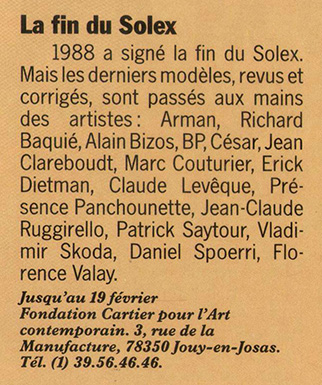 La fin du Solex
1988 a signé la fin du Solex.
Mais les derniers modèles, revus et
corrigés, sont passés aux mains
des artistes : Arman, Richard
Baquié, Alain Bizos, BP, César, Jean
Clareboudt, Marc Couturier, Erick
Dietman, Claude Levêque, Pré-
sence Panchounette, Jean-Claude
Ruggirello, Patrick Saytour, Vladi-
mir Skoda, Daniel Spoerri, Flo-
rence Valay.
Jusqu'au 19 février
Fondation Cartier pour l'Art
contemporain. 3, rue de la
Manufacture, 78350 Jouy-en-Josas.
Tél. (1) 39.56.46.46.